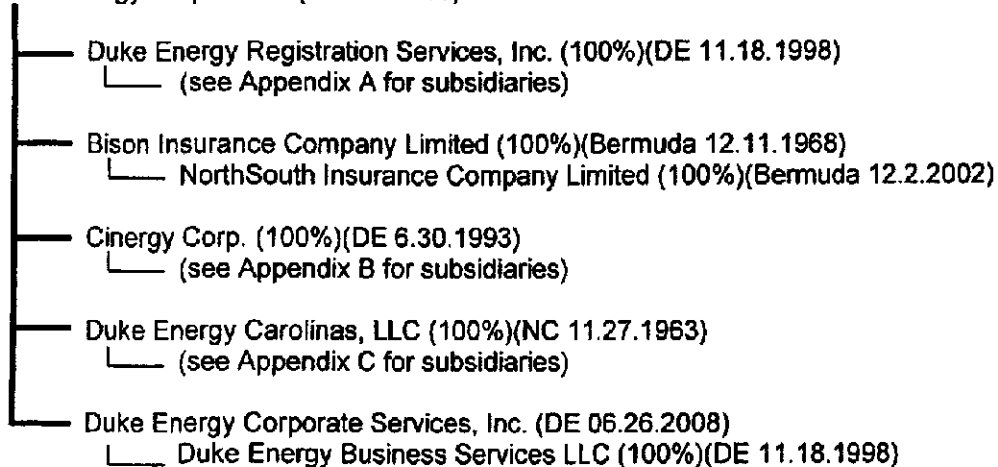 Duke Energy Registration Services, Inc. (100%)(DE 11.18.1998)
(see Appendix A for subsidiaries)
Bison Insurance Company Limited (100%)(Bermuda 12.11.1968)
NorthSouth Insurance Company Limited (100%)(Bermuda 12.2.2002)
Cinergy Corp. (100%)(DE 6.30.1993)
(see Appendix B for subsidiaries)
Duke Energy Carolinas, LLC (100%)(NC 11.27.1963)
(see Appendix C for subsidiaries)
Duke Energy Corporate Services, Inc. (DE 06.26.2008)
Duke Energy Business Services LLC (100%)(DE 11.18.1998)